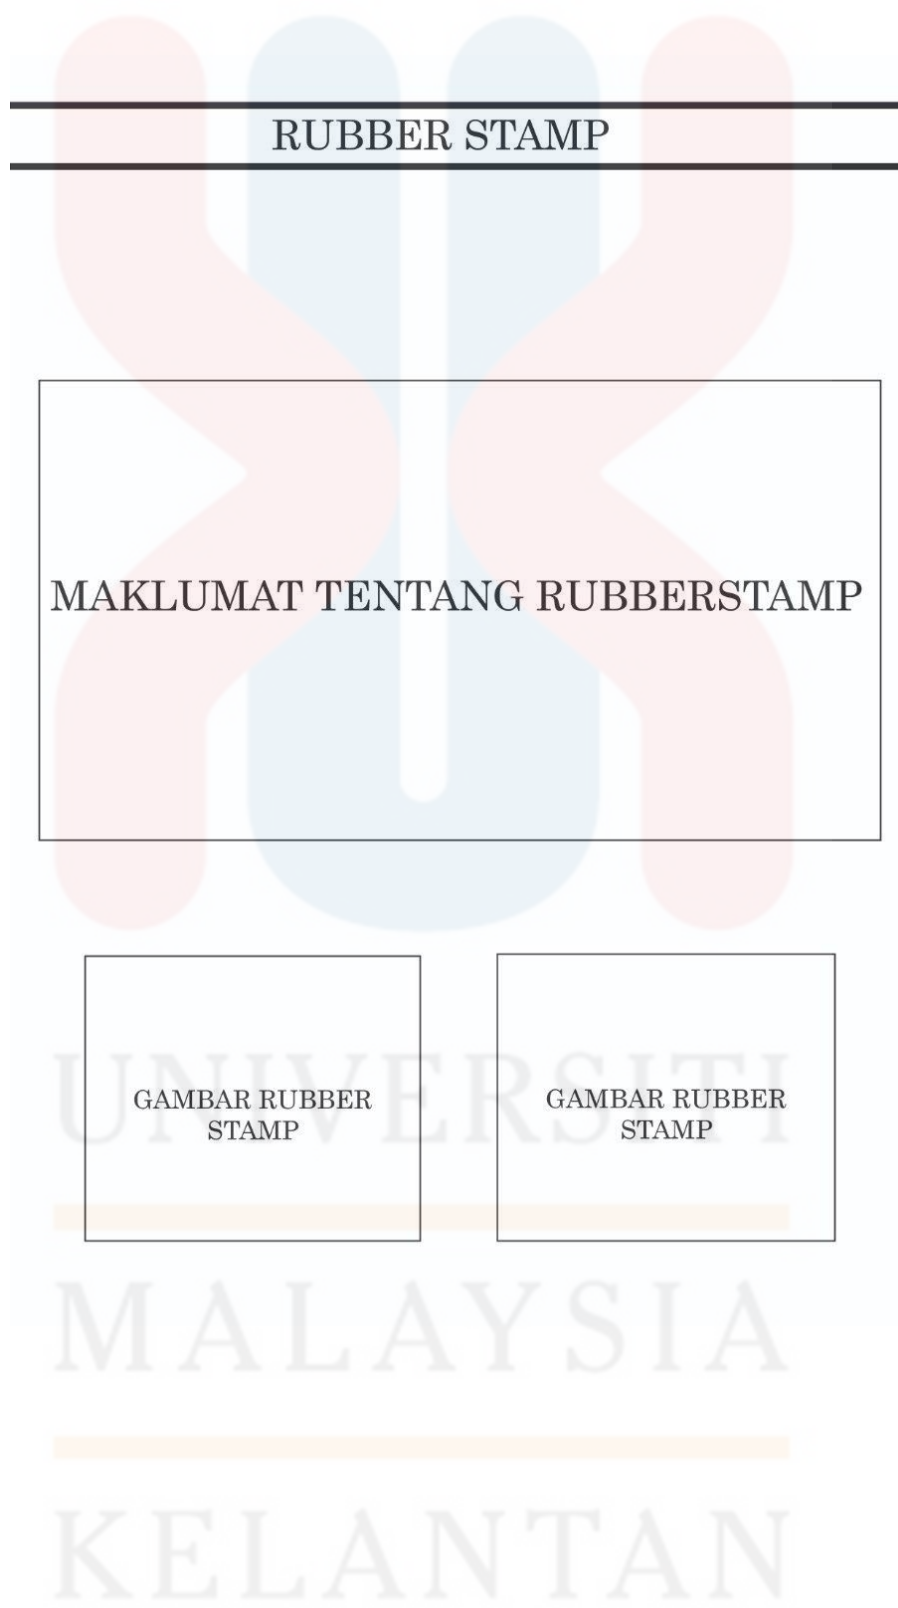 RUBBER STAMP
MAKLUMAT TENTANG RUBBERSTAMP
GAMBAR RUBBER
STAMP
GAMBAR RUBBER
STAMP
UNIVERSITI
MALAYSIA
KELANTAN